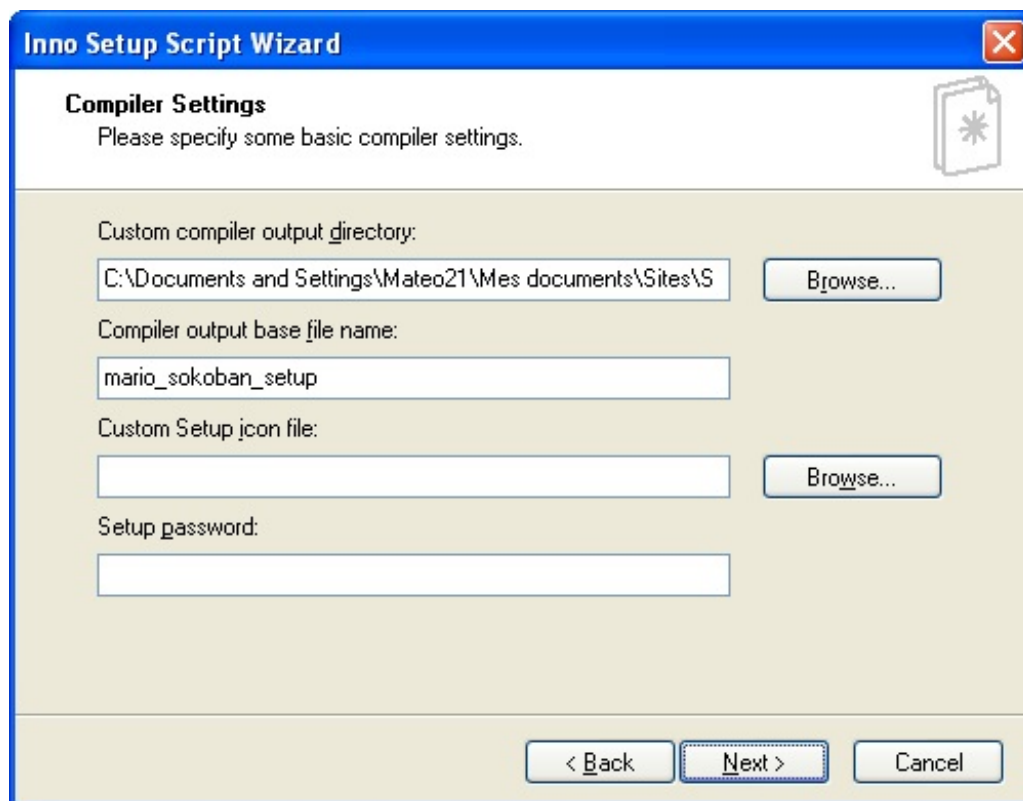 Inno Setup Script Wizard
Compiler Settings
Please specify some basic compiler settings.
Custom compiler output directory:
C:\Documents and Settings\Mateo21\Mes documents\Sites\S
Browse...
Compiler output base file name:
mario_sokoban_setup
Custom Setup icon file:
Browse...
Setup password:
< Back
Next >
Cancel